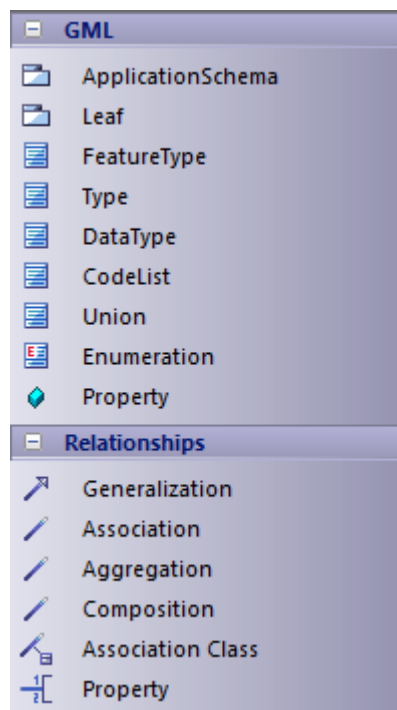 GML
ApplicationSchema
Leaf
FeatureType
Type
DataType
CodeList
Union
Enumeration
Property
Relationships
Generalization
Association
Aggregation
Composition
Association Class
Property